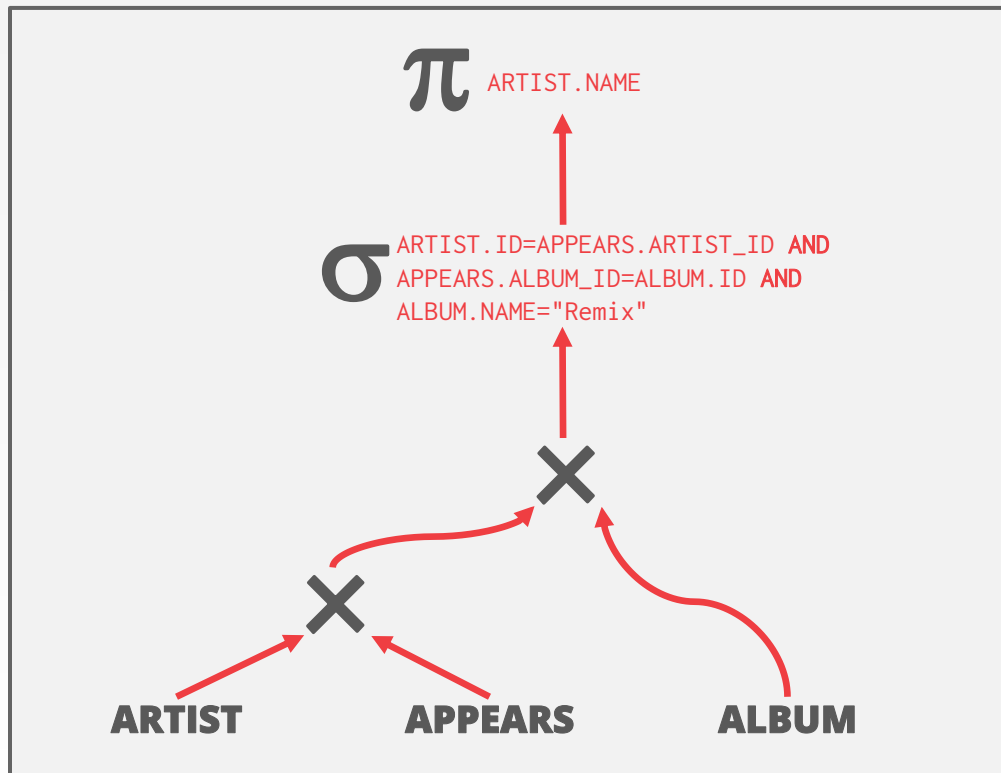 π ARTIST.NAME
σ ARTIST.ID=APPEARS.ARTIST_ID AND
APPEARS.ALBUM_ID=ALBUM.ID AND
ALBUM.NAME="Remix"
×
×
ARTIST APPEARS ALBUM